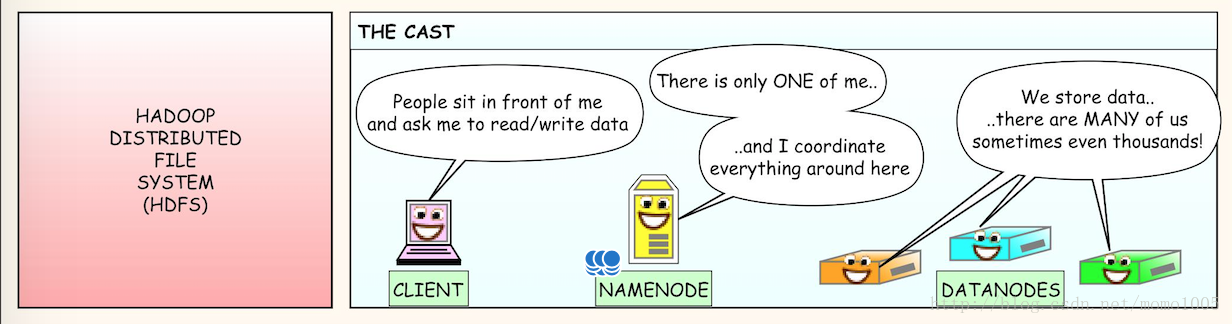 HADOOP
DISTRIBUTED
FILE
SYSTEM
(HDFS)
THE CAST
People sit in front of me
and ask me to read/write data
There is only ONE of me..
..and I coordinate
everything around here
We store data..
..there are MANY of us
sometimes even thousands!
CLIENT
NAMENODE
DATANODES
http://blog.csdn.net/momo1005